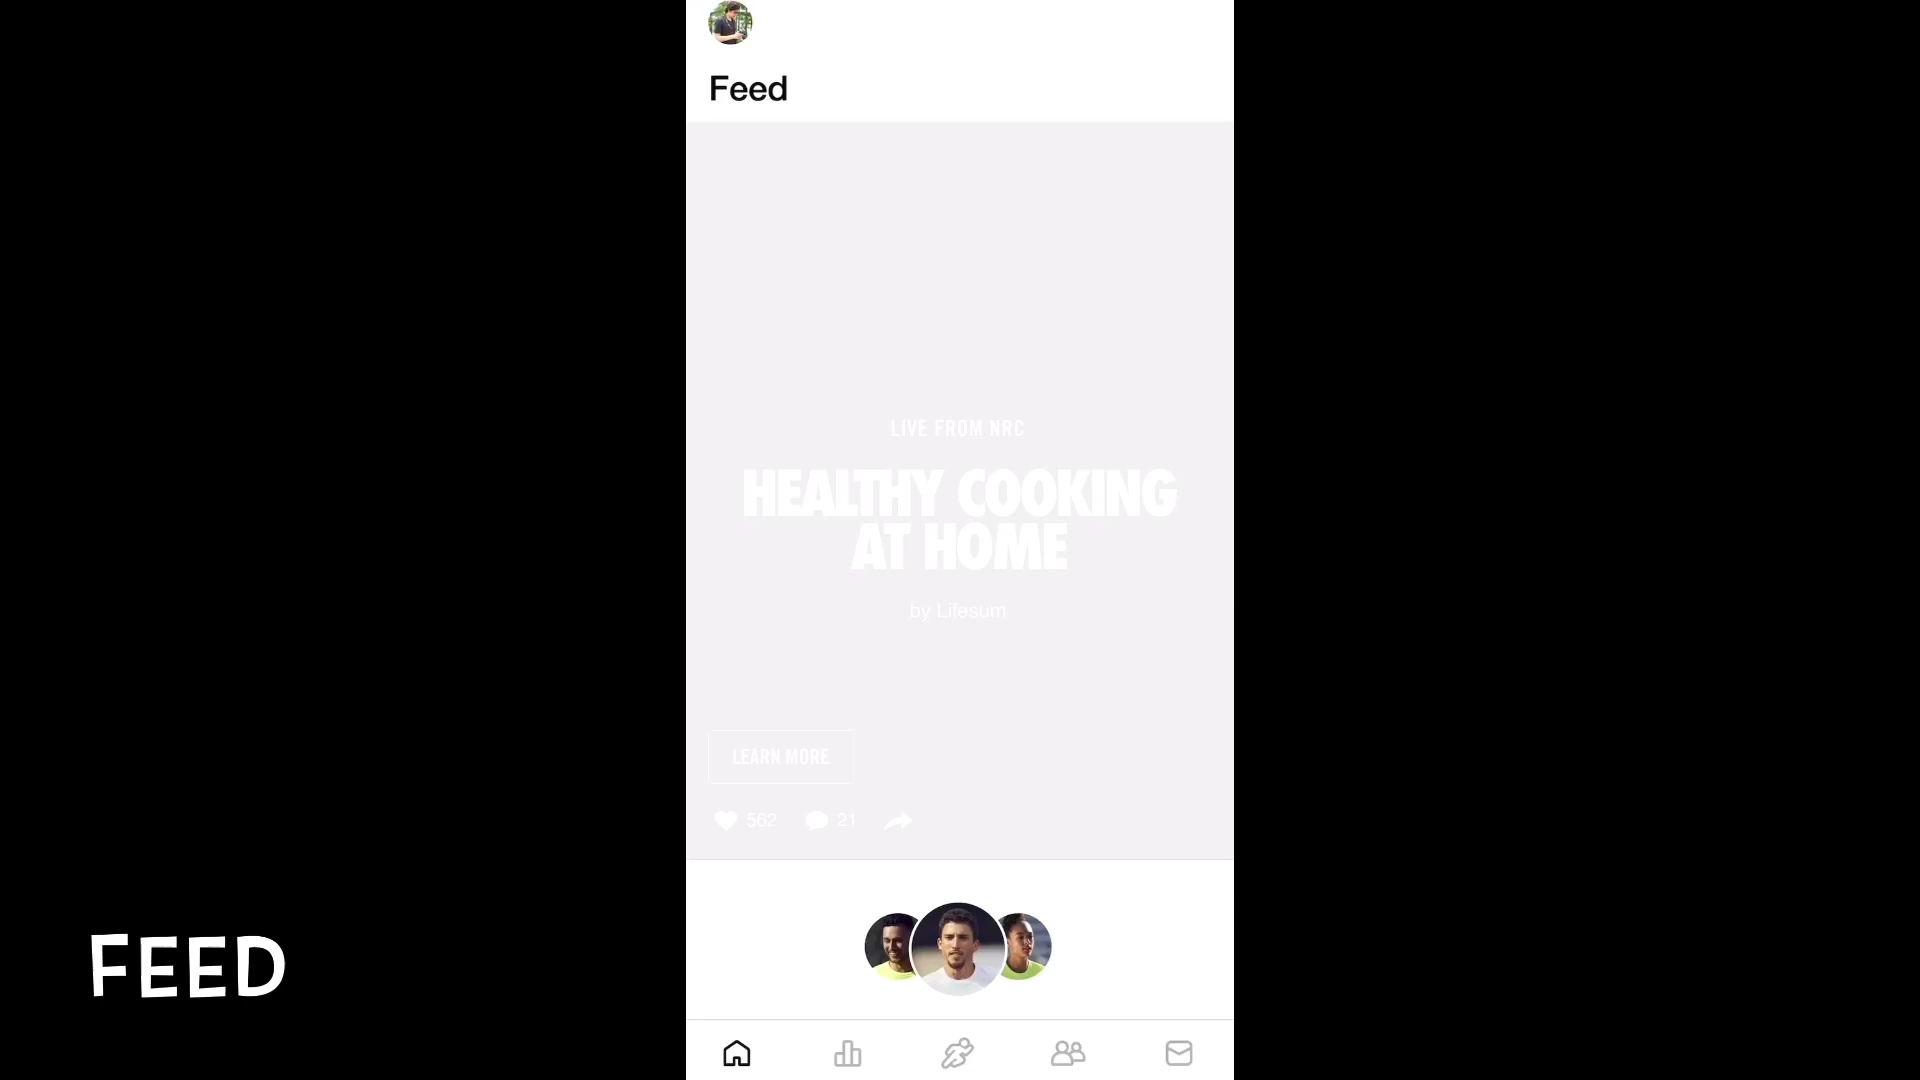 Feed
LIVE FROM NRC
HEALTHY COOKING
AT HOME
by Lifesum
LEARN MORE
562 21
FEED